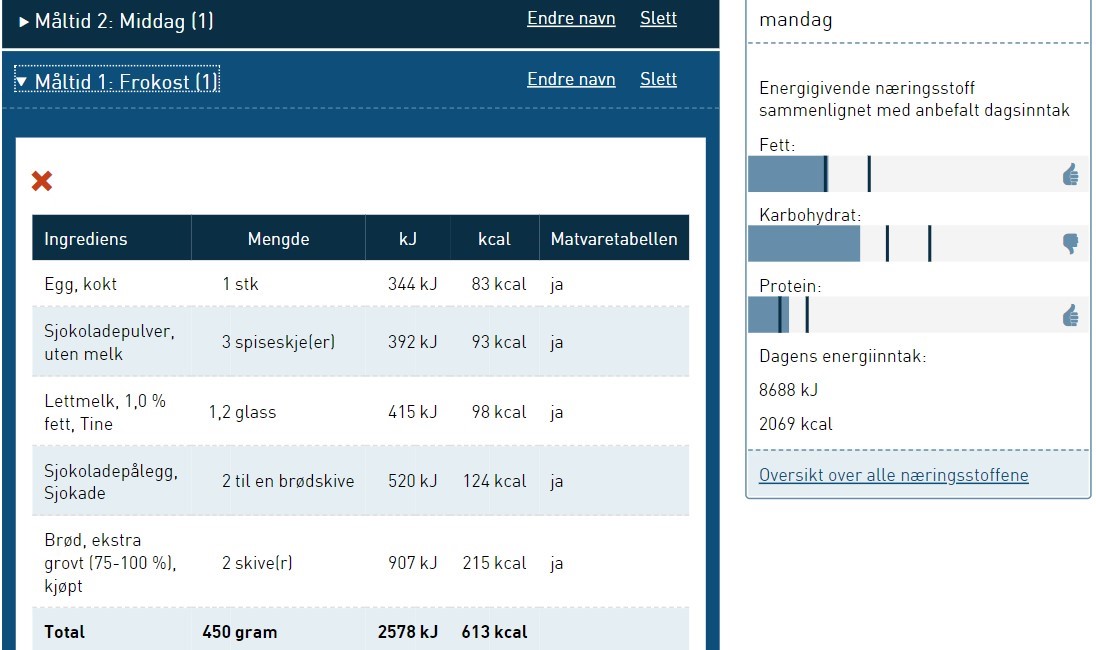 Måltid 2: Middag (1) Endre navn Slett
Måltid 1: Frokost (1) Endre navn Slett
Ingrediens Mengde kJ kcal Matvaretabellen
Egg, kokt 1 stk 344 kJ 83 kcal ja
Sjokoladepulver,
uten melk 3 spiseskje(er) 392 kJ 93 kcal ja
Lettmelk, 1,0 %
fett, Tine 1,2 glass 415 kJ 98 kcal ja
Sjokoladepålegg,
Sjokade 2 til en brødskive 520 kJ 124 kcal ja
Brød, ekstra
grovt (75-100 %), 2 skive(r) 907 kJ 215 kcal ja
kjøpt
Total 450 gram 2578 kJ 613 kcal
mandag
Energigivende næringsstoff
sammenlignet med anbefalt dagsinntak
Fett:
Karbohydrat:
Protein:
Dagens energiinntak:
8688 kJ
2069 kcal
Oversikt over alle næringsstoffene